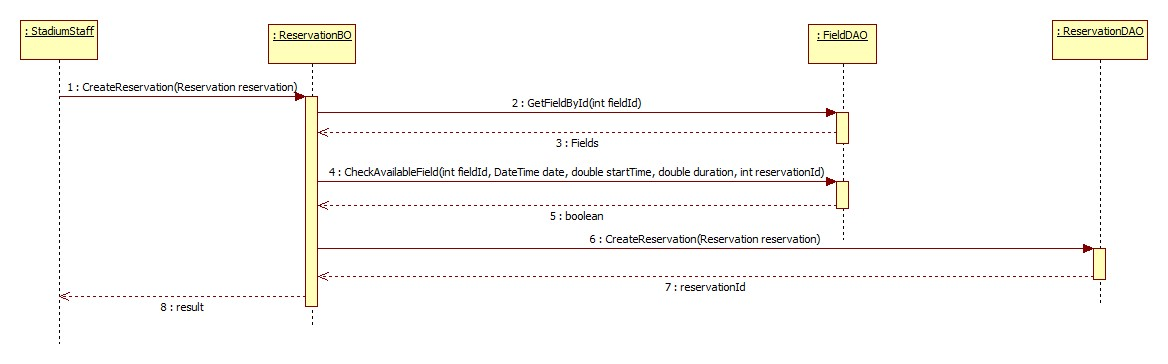 : StadiumStaff
: ReservationBO
: FieldDAO
: ReservationDAO
1 : CreateReservation(Reservation reservation)
2 : GetFieldById(int fieldId)
3 : Fields
4 : CheckAvailableField(int fieldId, DateTime date, double startTime, double duration, int reservationId)
5 : boolean
6 : CreateReservation(Reservation reservation)
7 : reservationId
8 : result